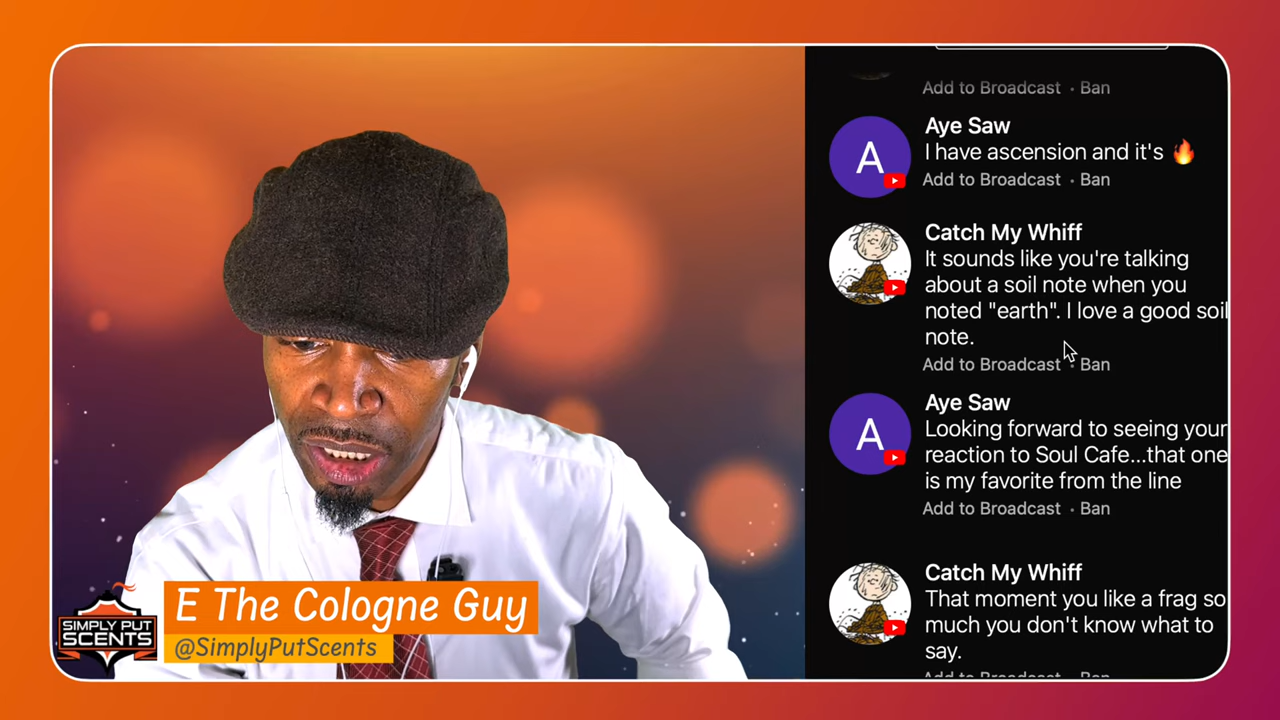 E The Cologne Guy
@SimplyPutScents
SIMPLY PUT
SCENTS
Add to Broadcast · Ban
A
Aye Saw
I have ascension and it's 🔥
Add to Broadcast · Ban
Catch My Whiff
It sounds like you're talking
about a soil note when you
noted "earth". I love a good soil
note.
Add to Broadcast · Ban
A
Aye Saw
Looking forward to seeing your
reaction to Soul Cafe...that one
is my favorite from the line
Add to Broadcast · Ban
Catch My Whiff
That moment you like a frag so
much you don't know what to
say.
Add to Broadcast · Ban